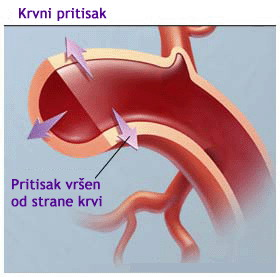 Krvni pritisak
Pritisak vršen
od strane krvi